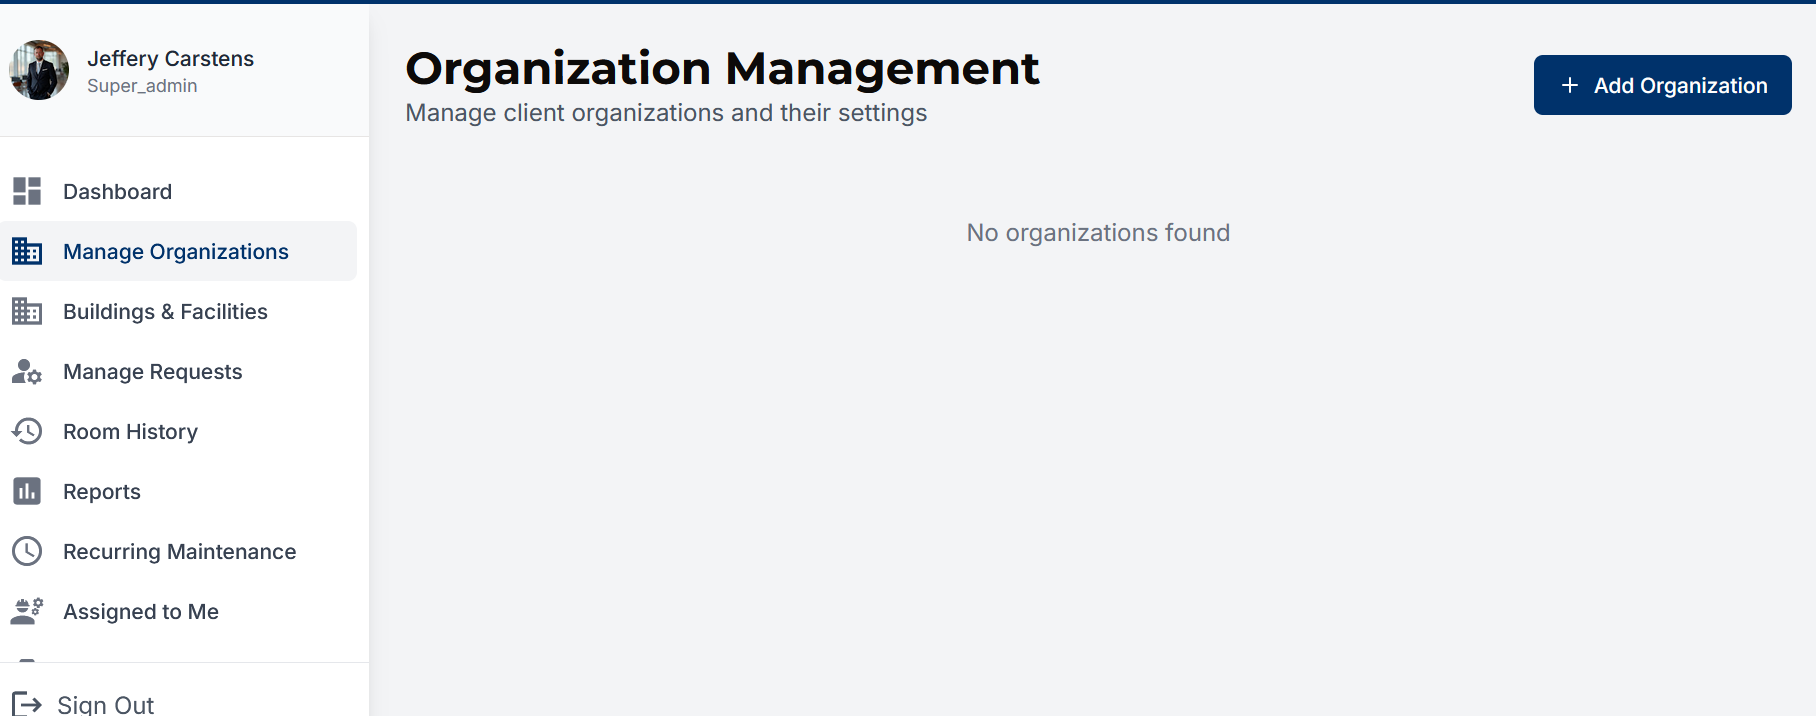 Jeffery Carstens
Super_admin
Dashboard
Manage Organizations
Buildings & Facilities
Manage Requests
Room History
Reports
Recurring Maintenance
Assigned to Me
Sign Out
Organization Management
Manage client organizations and their settings
+ Add Organization
No organizations found